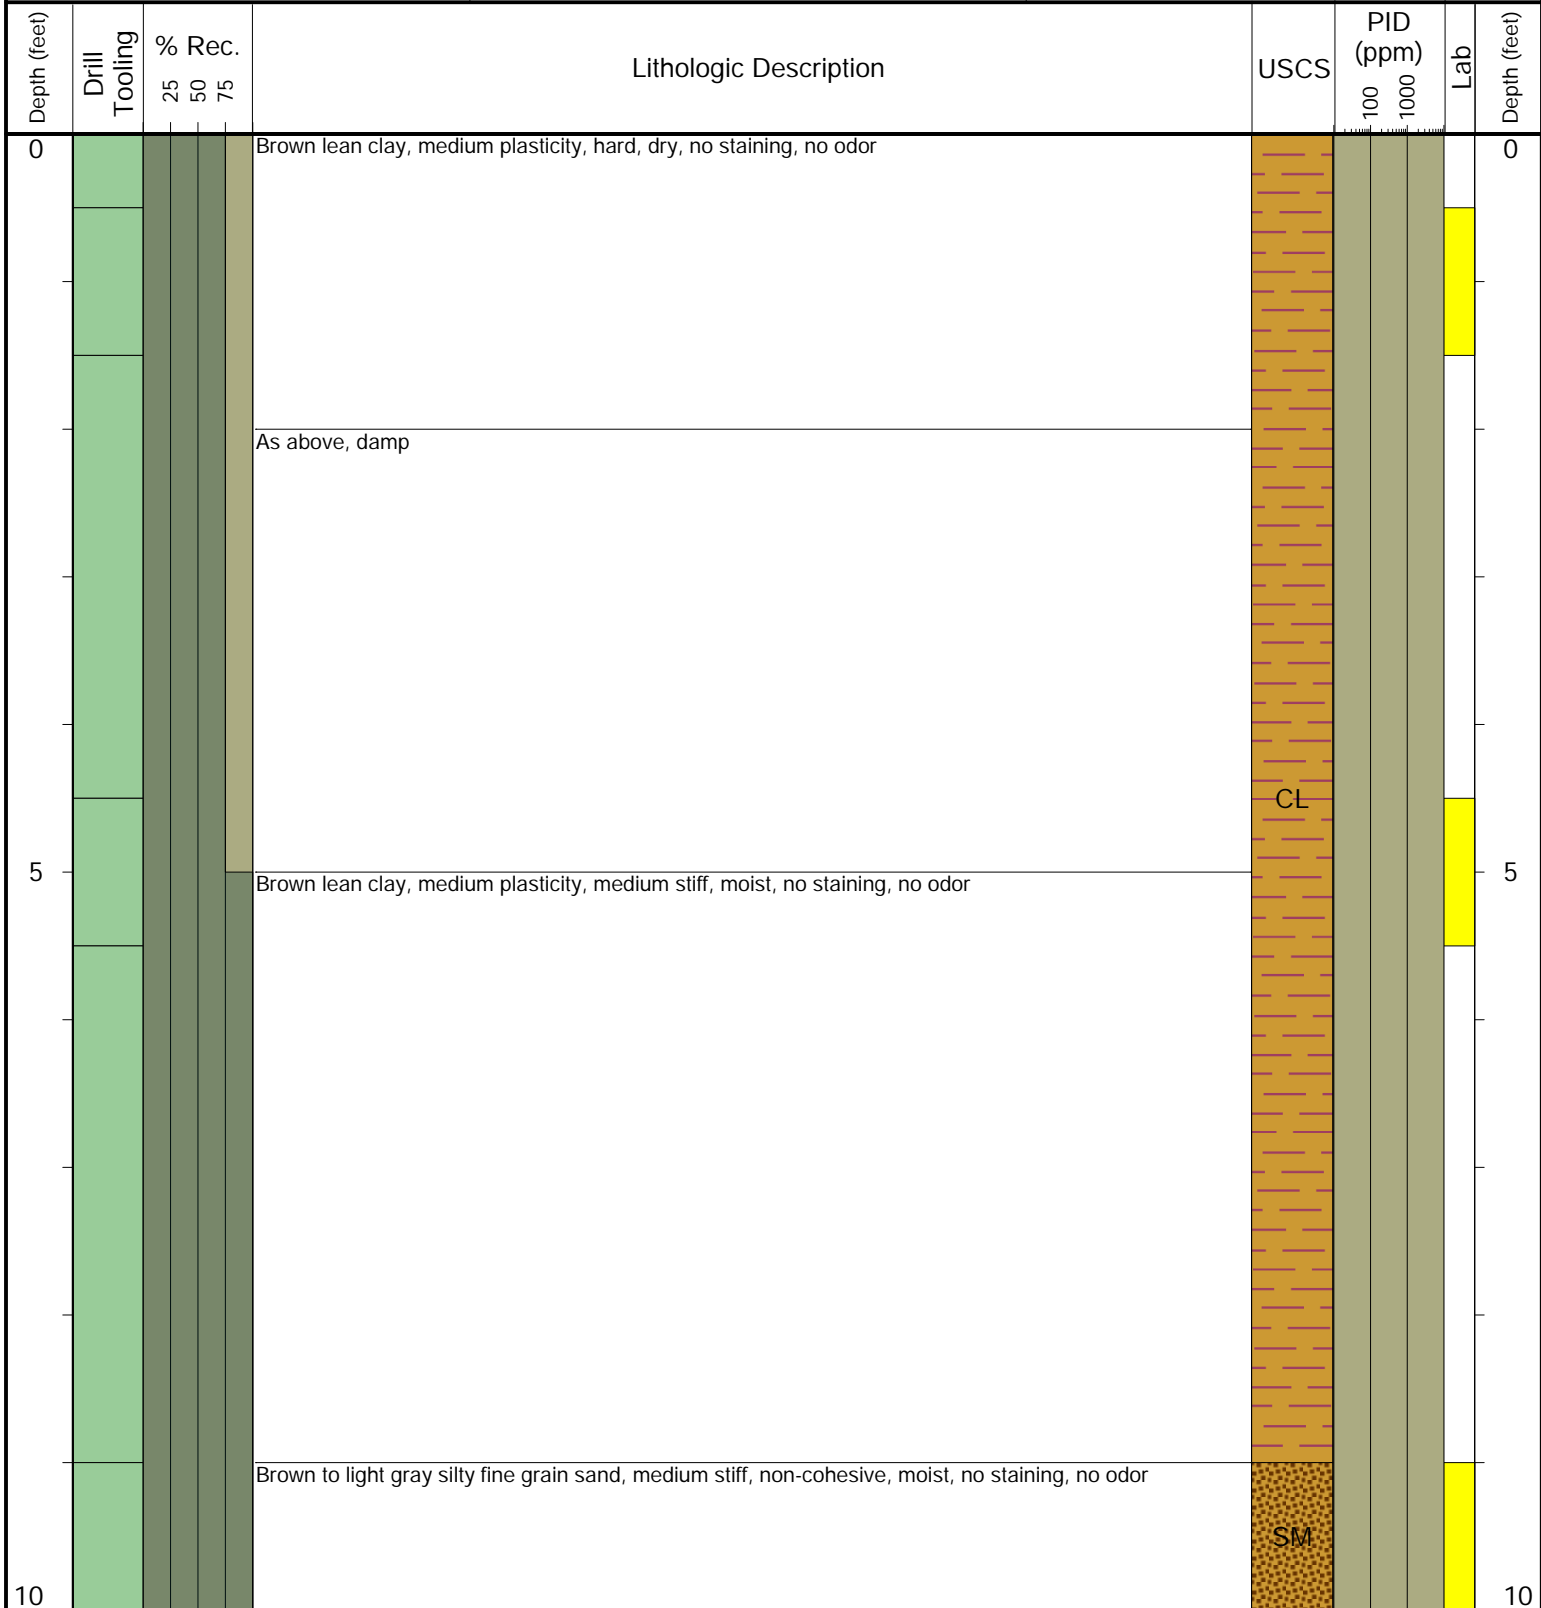 Depth (feet)
Drill
Tooling
% Rec.
25
50
75
Lithologic Description
USCS
PID
(ppm)
100
1000
Lab
Depth (feet)
0
Brown lean clay, medium plasticity, hard, dry, no staining, no odor
0
As above, damp
CL
5
Brown lean clay, medium plasticity, medium stiff, moist, no staining, no odor
5
Brown to light gray silty fine grain sand, medium stiff, non-cohesive, moist, no staining, no odor
SM
10
10